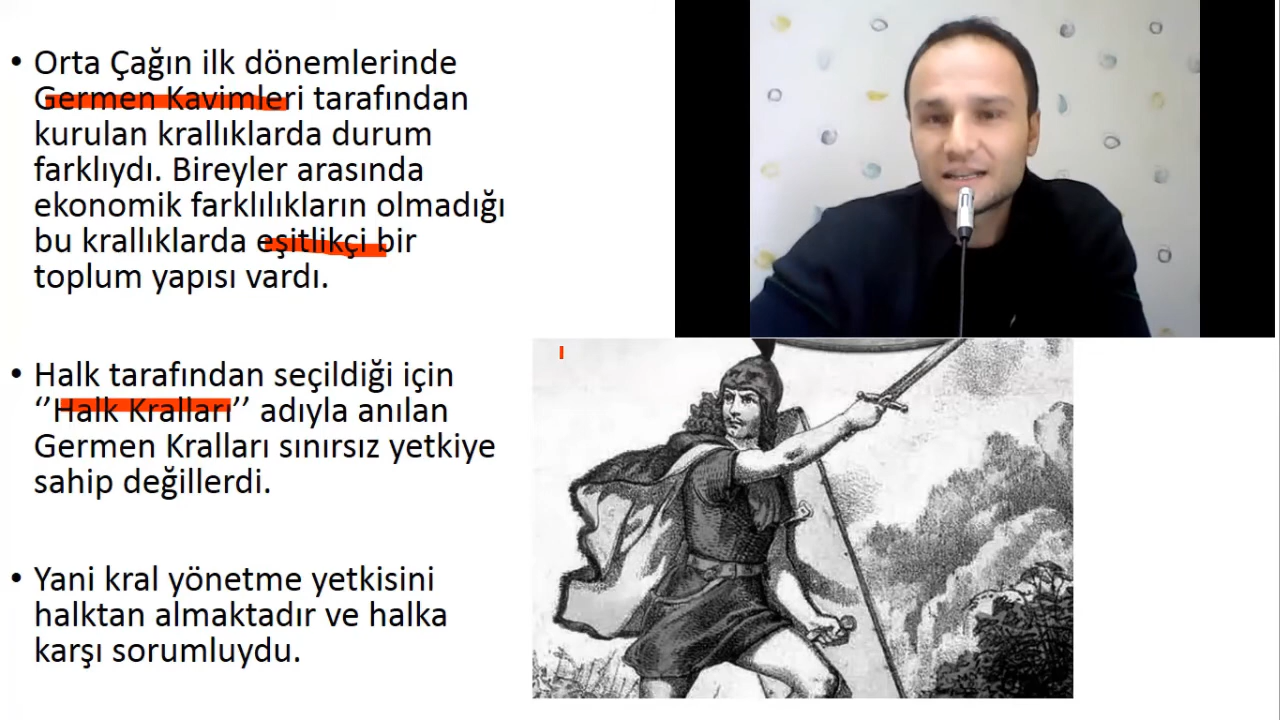 • Orta Çağın ilk dönemlerinde
Germen Kavimleri tarafından
kurulan krallıklarda durum
farklıydı. Bireyler arasında
ekonomik farklılıkların olmadığı
bu krallıklarda eşitlikçi bir
toplum yapısı vardı.
• Halk tarafından seçildiği için
‘’Halk Kralları’’ adıyla anılan
Germen Kralları sınırsız yetkiye
sahip değillerdi.
• Yani kral yönetme yetkisini
halktan almaktadır ve halka
karşı sorumluydu.